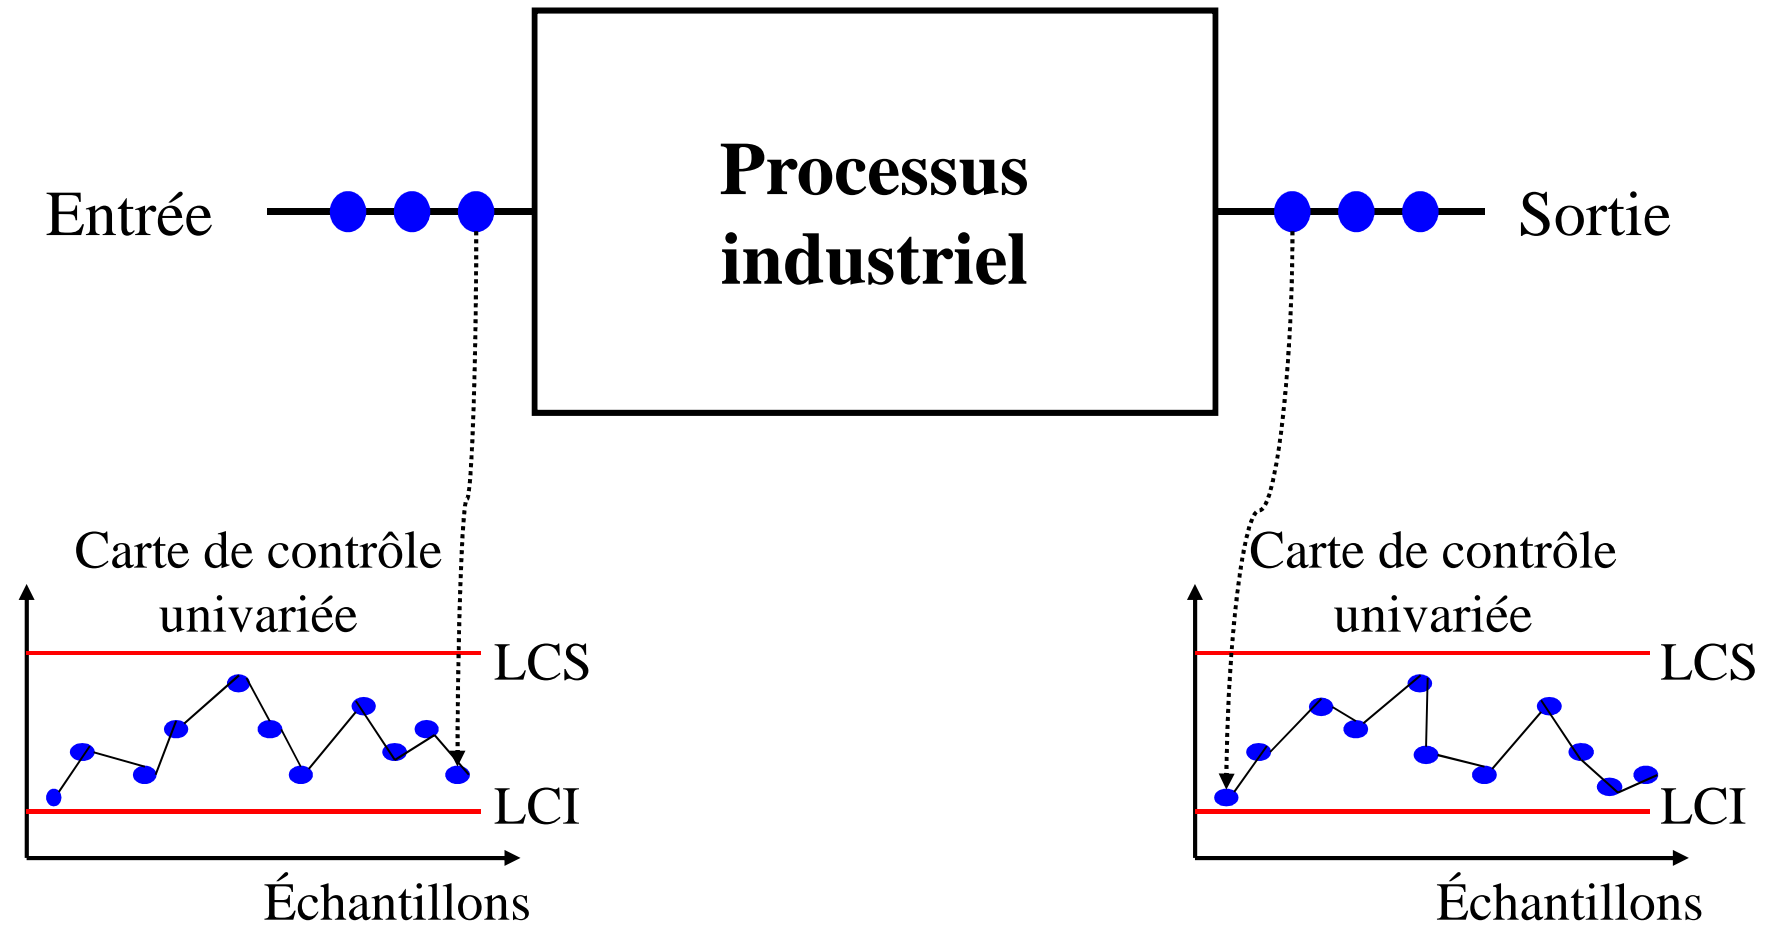 Processus
industriel
Entrée
Sortie
Carte de contrôle
univariée
LCS
LCI
Échantillons
Carte de contrôle
univariée
LCS
LCI
Échantillons